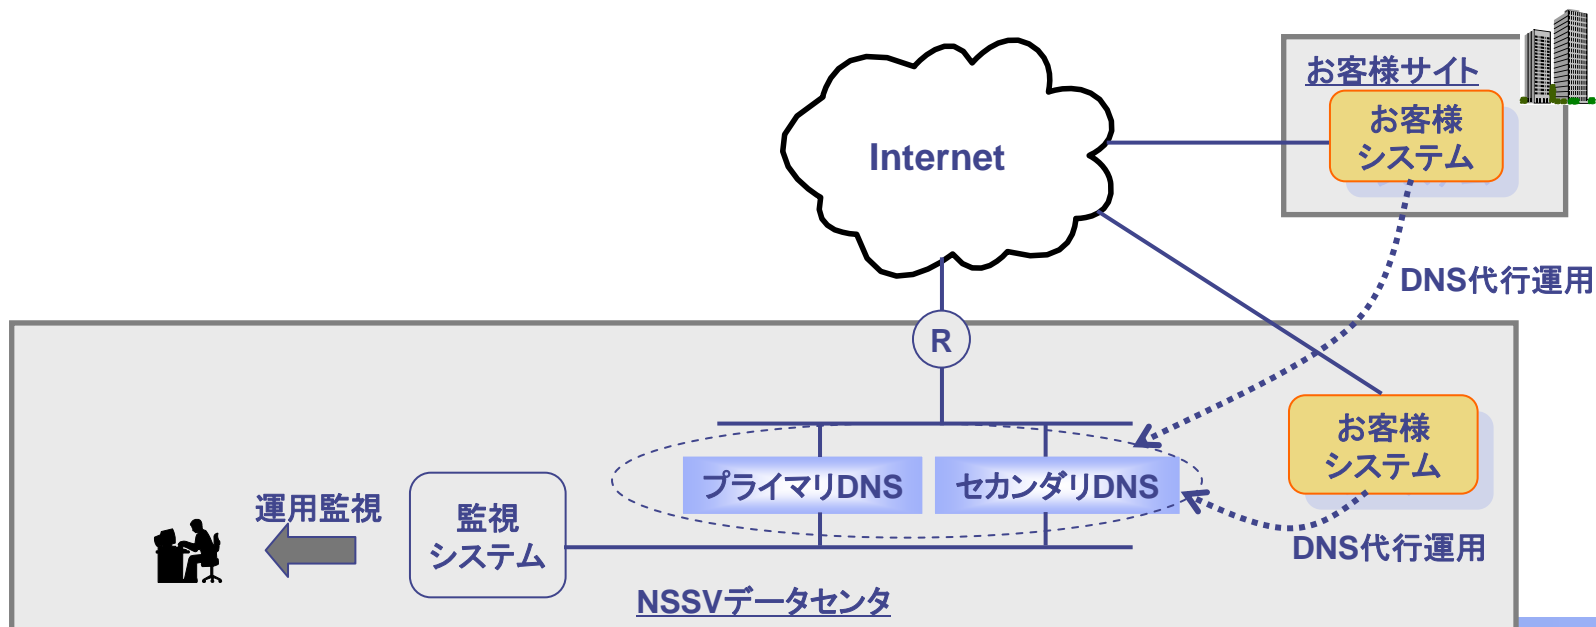 お客様サイト
お客様
システム
Internet
DNS代行運用
R
お客様
システム
プライマリDNS
セカンダリDNS
運用監視
監視
システム
DNS代行運用
NSSVデータセンタ